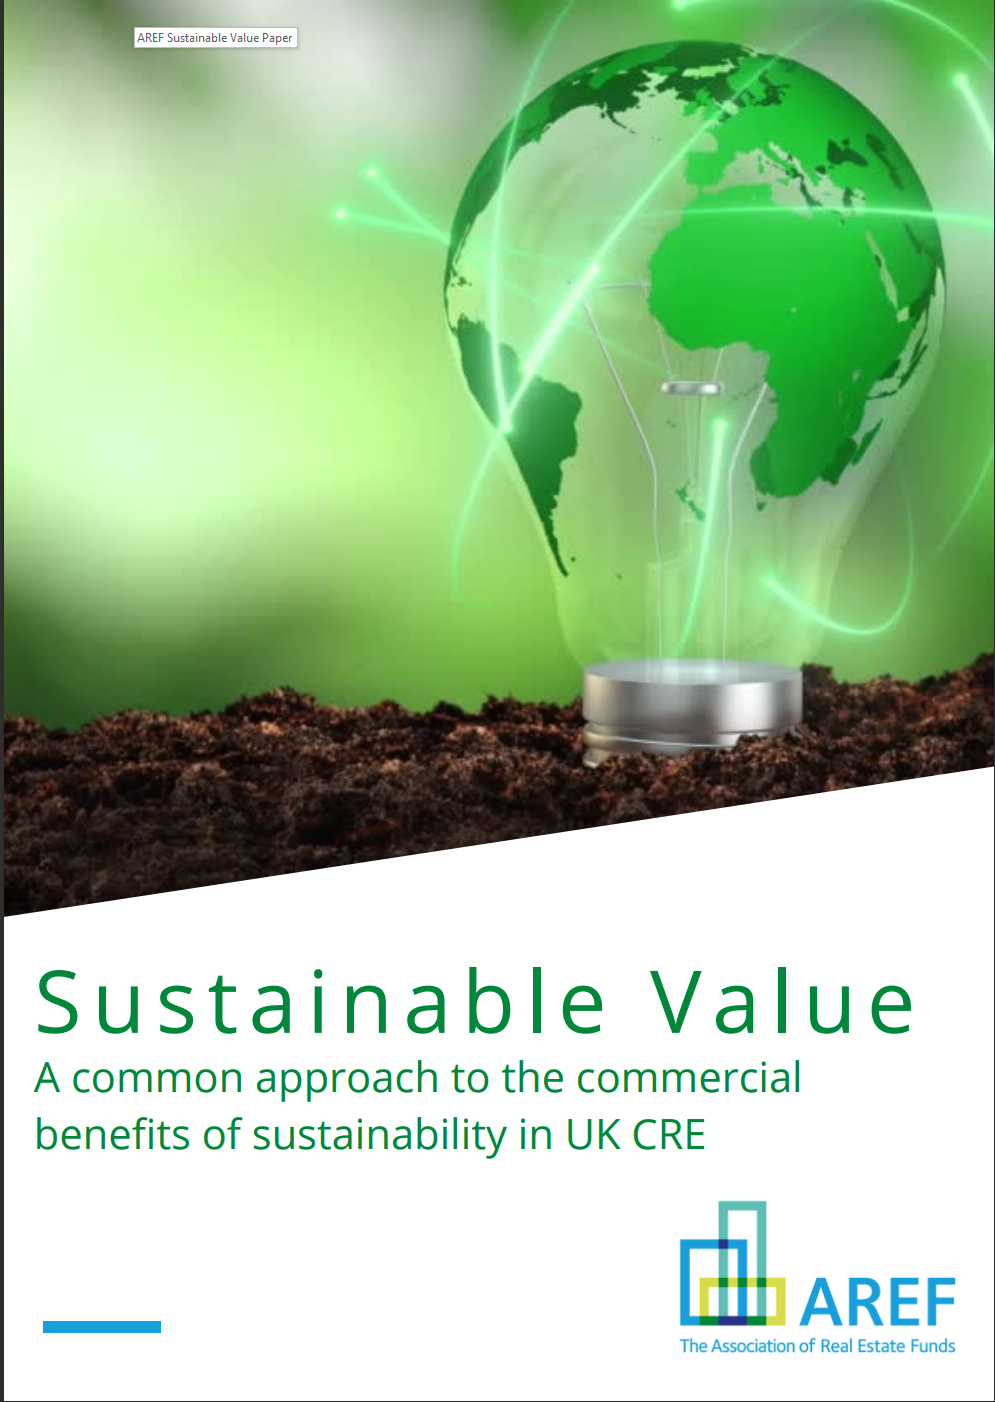 AREF Sustainable Value Paper
Sustainable Value
A common approach to the commercial
benefits of sustainability in UK CRE
AREF
The Association of Real Estate Funds